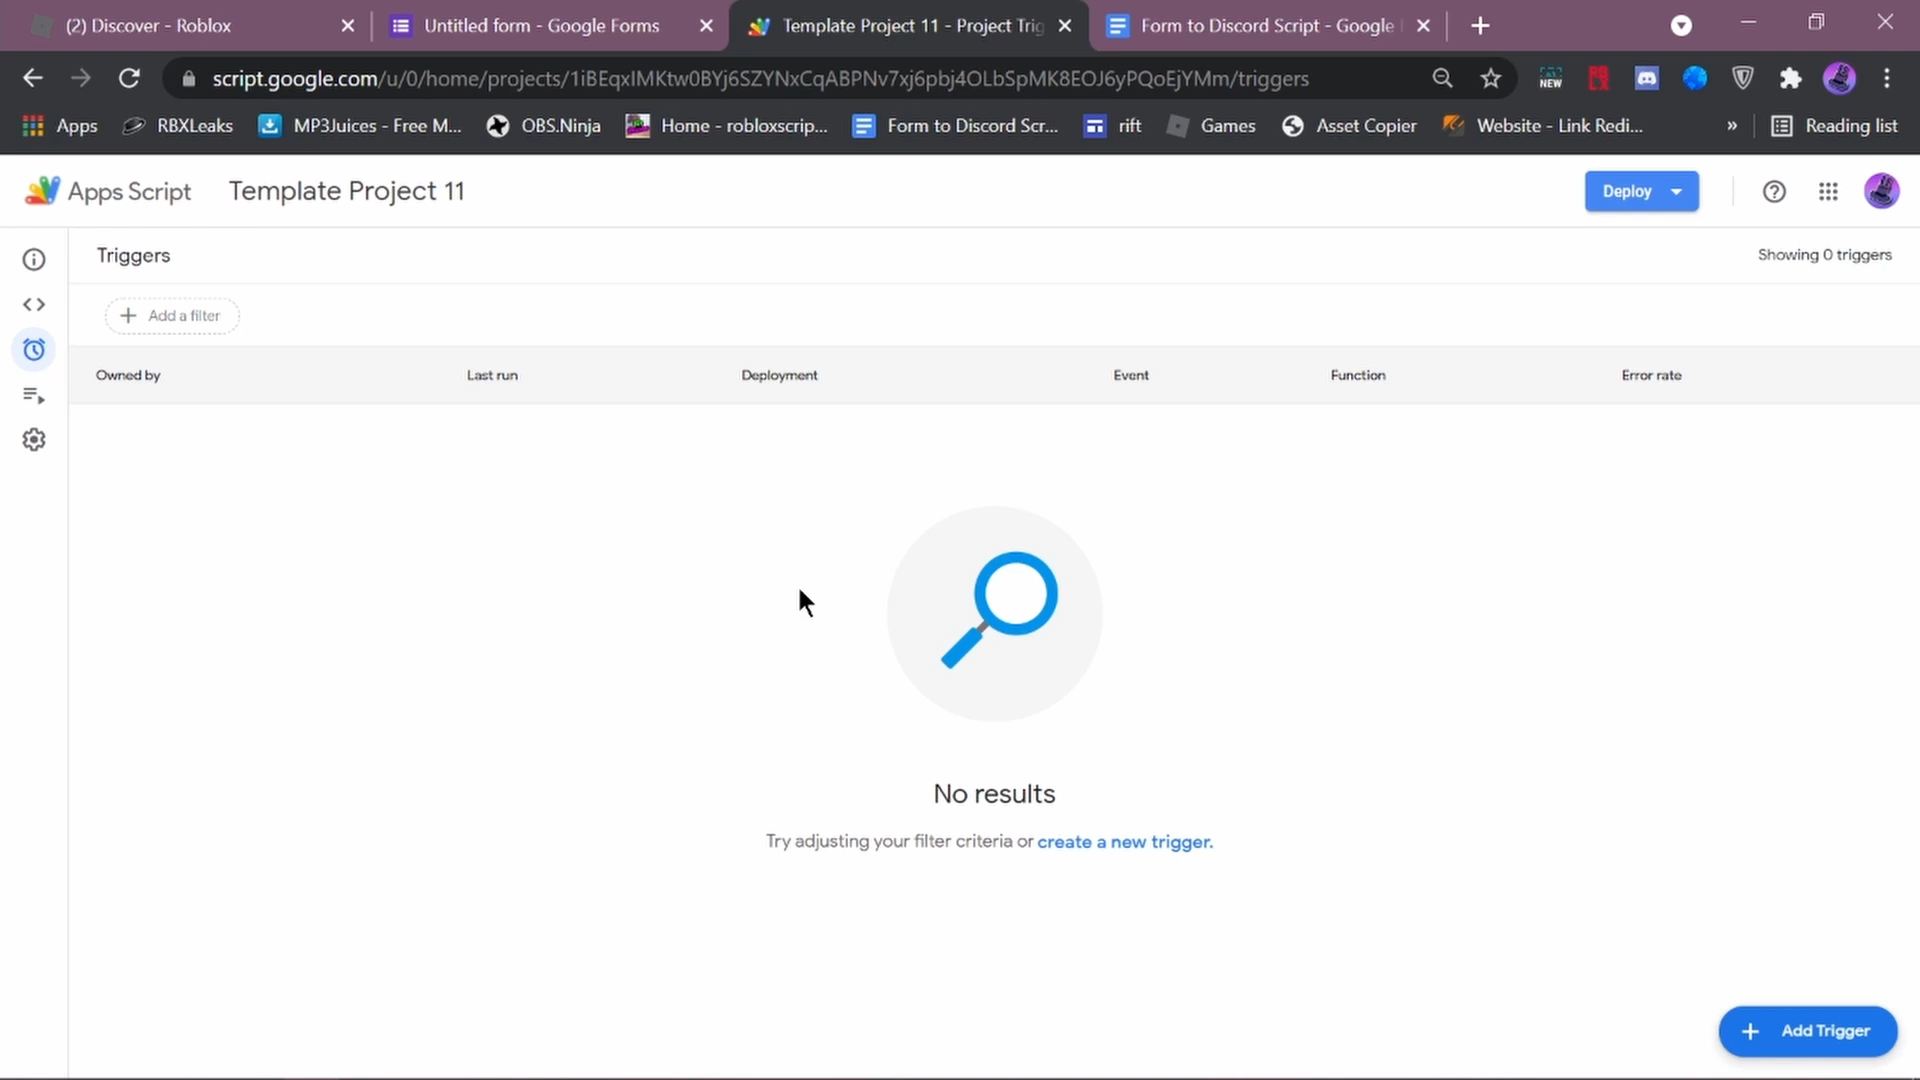 (2) Discover - Roblox
Untitled form - Google Forms
Template Project 11 - Project Trig
Form to Discord Script - Google
script.google.com/u/0/home/projects/1iBEqxIMKtw0BYj6SZYNxCqABPNv7xj6pbj4OLbSpMK8EOJ6yPQoEjYMm/triggers
NEW
Apps
RBXLeaks
MP3Juices - Free M...
OBS.Ninja
Home - robloxscrip...
Form to Discord Scr...
rift
Games
Asset Copier
Website - Link Redi...
»
Reading list
Apps Script
Template Project 11
Deploy
Triggers
Showing 0 triggers
Add a filter
Owned by
Last run
Deployment
Event
Function
Error rate
No results
Try adjusting your filter criteria or create a new trigger.
Add Trigger